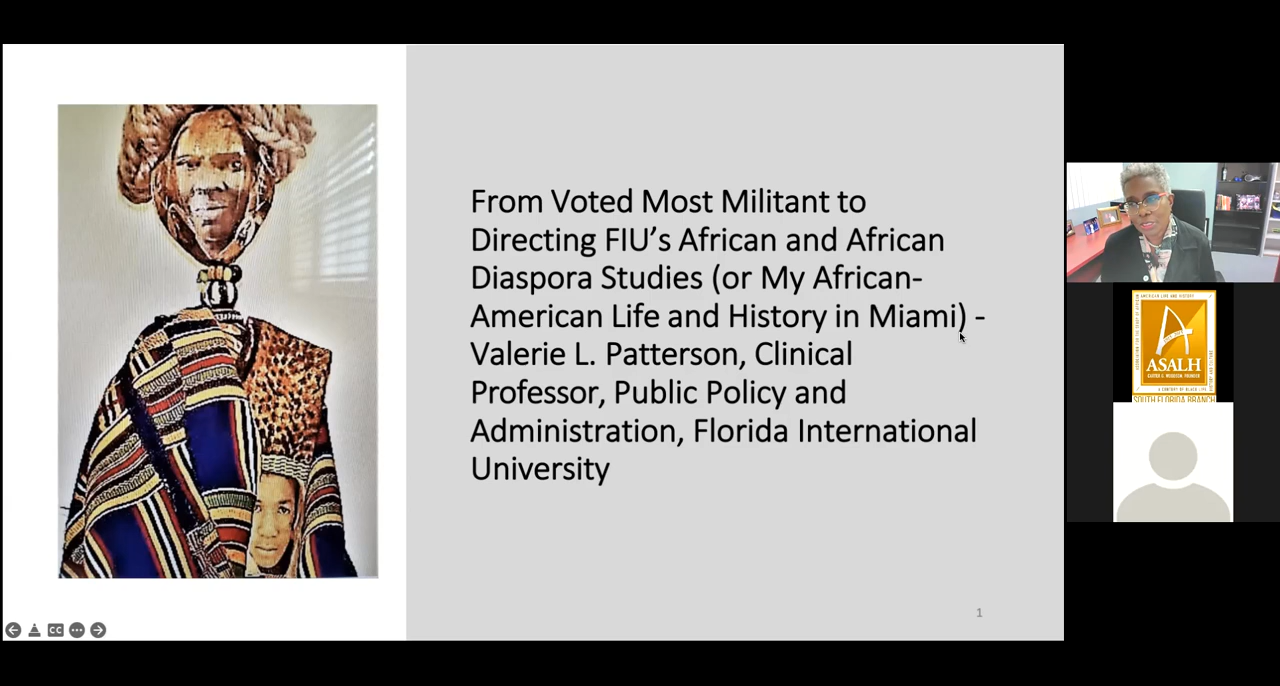 From Voted Most Militant to
Directing FIU’s African and African
Diaspora Studies (or My African-
American Life and History in Miami) -
Valerie L. Patterson, Clinical
Professor, Public Policy and
Administration, Florida International
University
1
CC
ASALH
SOUTH FLORIDA BRANCH